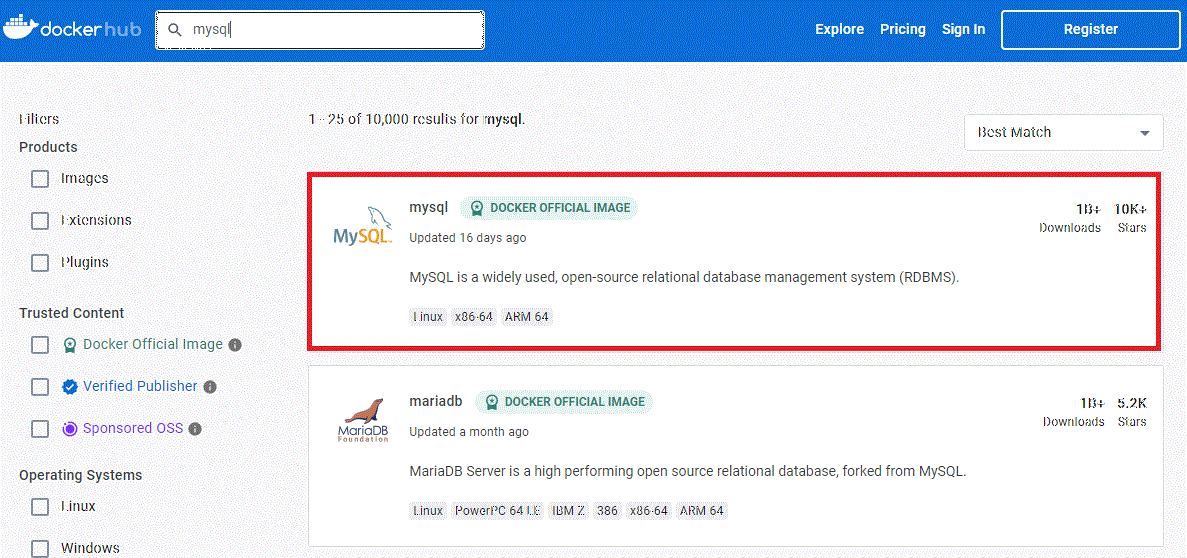 dockerhub
mysql
Explore Pricing Sign In Register
Filters
Products
Images
Extensions
Plugins
Trusted Content
Docker Official Image
Verified Publisher
Sponsored OSS
Operating Systems
Linux
Windows
1 - 25 of 10,000 results for mysql.
Best Match
MySQL
mysql DOCKER OFFICIAL IMAGE
Updated 16 days ago
MySQL is a widely used, open-source relational database management system (RDBMS).
Linux x86-64 ARM 64
1B+ 10K+
Downloads Stars
MariaDB
Foundation
mariadb DOCKER OFFICIAL IMAGE
Updated a month ago
MariaDB Server is a high performing open source relational database, forked from MySQL.
Linux PowerPC 64 LE IBM Z 386 x86-64 ARM 64
1B+ 5.2K
Downloads Stars